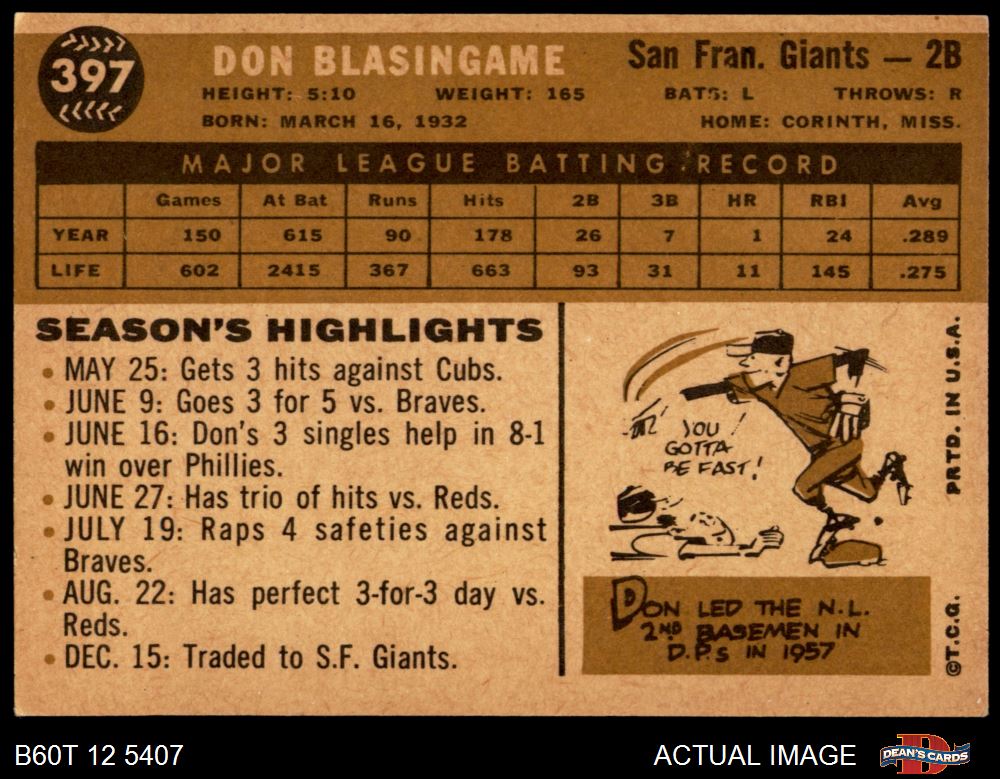 397
DON BLASINGAME
San Fran. Giants — 2B
HEIGHT: 5:10 WEIGHT: 165 BATS: L THROWS: R
BORN: MARCH 16, 1932 HOME: CORINTH, MISS.
MAJOR LEAGUE BATTING RECORD
Games At Bat Runs Hits 2B 3B HR RBI Avg
YEAR 150 615 90 178 26 7 1 24 .289
LIFE 602 2415 367 663 93 31 11 145 .275
SEASON'S HIGHLIGHTS
• MAY 25: Gets 3 hits against Cubs.
• JUNE 9: Goes 3 for 5 vs. Braves.
• JUNE 16: Don's 3 singles help in 8-1
win over Phillies.
• JUNE 27: Has trio of hits vs. Reds.
• JULY 19: Raps 4 safeties against
Braves.
• AUG. 22: Has perfect 3-for-3 day vs.
Reds.
• DEC. 15: Traded to S.F. Giants.
YOU
GOTTA
BE FAST!
DON LED THE N.L.
2ND BASEMEN IN
D.P.s IN 1957
©T.C.G. PRTD. IN U.S.A.
B60T 12 5407 ACTUAL IMAGE DEAN'S CARDS